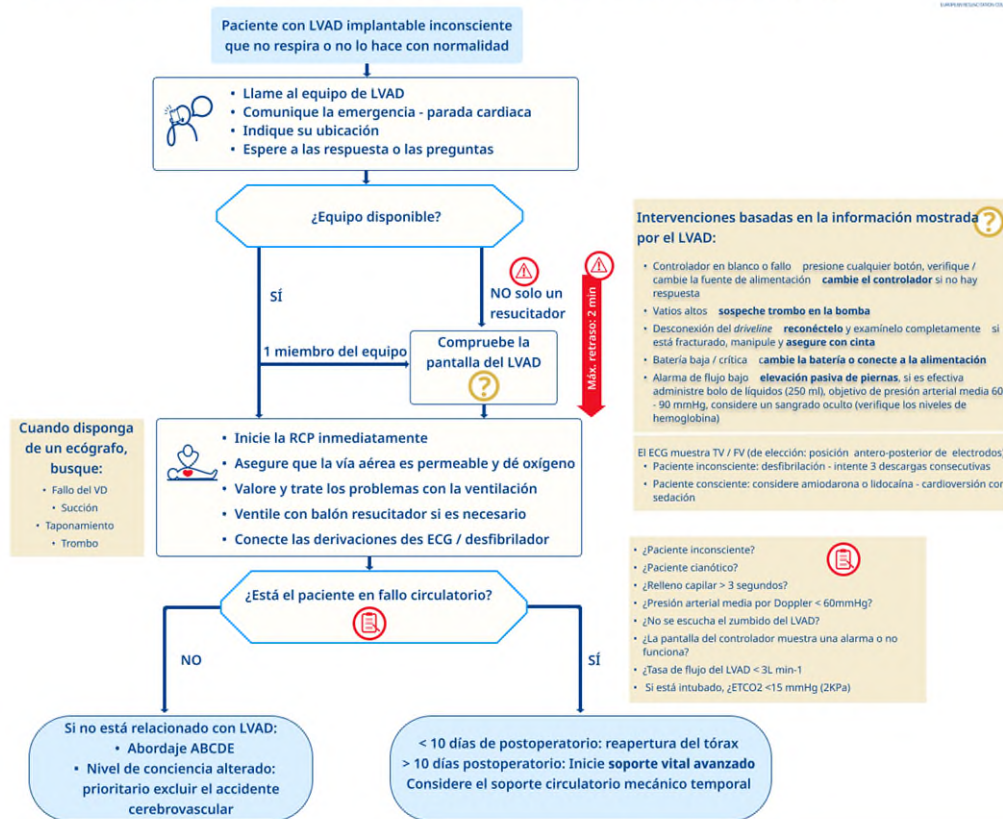 Paciente con LVAD implantable inconsciente
que no respira o no lo hace con normalidad
• Llame al equipo de LVAD
• Comunique la emergencia - parada cardiaca
• Indique su ubicación
• Espere a las respuesta o las preguntas
¿Equipo disponible?
SÍ
NO solo un
resucitador
1 miembro del equipo
Compruebe la
pantalla del LVAD
?
Máx. retraso: 2 min
• Inicie la RCP inmediatamente
• Asegure que la vía aérea es permeable y dé oxígeno
• Valore y trate los problemas con la ventilación
• Ventile con balón resucitador si es necesario
• Conecte las derivaciones des ECG / desfibrilador
Cuando disponga
de un ecógrafo,
busque:
• Fallo del VD
• Succión
• Taponamiento
• Trombo
¿Está el paciente en fallo circulatorio?
NO
SÍ
Si no está relacionado con LVAD:
• Abordaje ABCDE
• Nivel de conciencia alterado:
prioritario excluir el accidente
cerebrovascular
< 10 días de postoperatorio: reapertura del tórax
> 10 días postoperatorio: Inicie soporte vital avanzado
Considere el soporte circulatorio mecánico temporal
Intervenciones basadas en la información mostrada
por el LVAD:
?
• Controlador en blanco o fallo presione cualquier botón, verifique /
cambie la fuente de alimentación cambie el controlador si no hay
respuesta
• Vatios altos sospeche trombo en la bomba
• Desconexión del driveline reconéctelo y examínelo completamente si
está fracturado, manipule y asegure con cinta
• Batería baja / crítica cambie la batería o conecte a la alimentación
• Alarma de flujo bajo elevación pasiva de piernas, si es efectiva
administre bolo de líquidos (250 ml), objetivo de presión arterial media 60
- 90 mmHg, considere un sangrado oculto (verifique los niveles de
hemoglobina)
El ECG muestra TV / FV (de elección: posición antero-posterior de electrodos)
• Paciente inconsciente: desfibrilación - intente 3 descargas consecutivas
• Paciente consciente: considere amiodarona o lidocaína - cardioversión con
sedación
• ¿Paciente inconsciente?
• ¿Paciente cianótico?
• ¿Relleno capilar > 3 segundos?
• ¿Presión arterial media por Doppler < 60mmHg?
• ¿No se escucha el zumbido del LVAD?
• ¿La pantalla del controlador muestra una alarma o no
funciona?
• ¿Tasa de flujo del LVAD < 3L min-1
• Si está intubado, ¿ETCO2 <15 mmHg (2KPa)